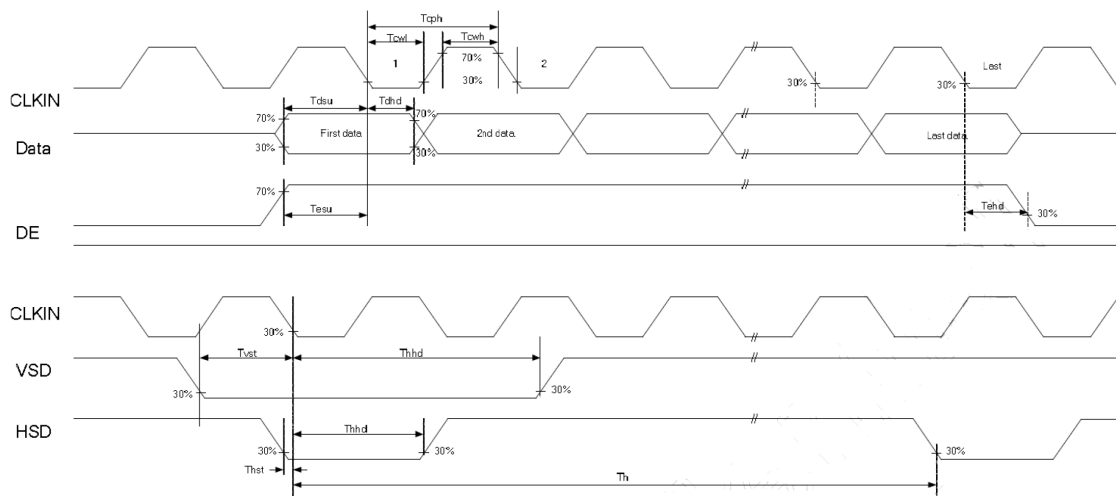 Tcph
Tcwl
Tcwh
1
70%
2
Last
30%
30%
30%
CLKIN
Tdsu
Tdhd
70%
70%
First data
2nd data
Last data
Data
30%
30%
70%
Tesu
Tehd
30%
DE
CLKIN
30%
Tvst
Thhd
VSD
30%
30%
HSD
Thhd
30%
30%
30%
Thst
Th